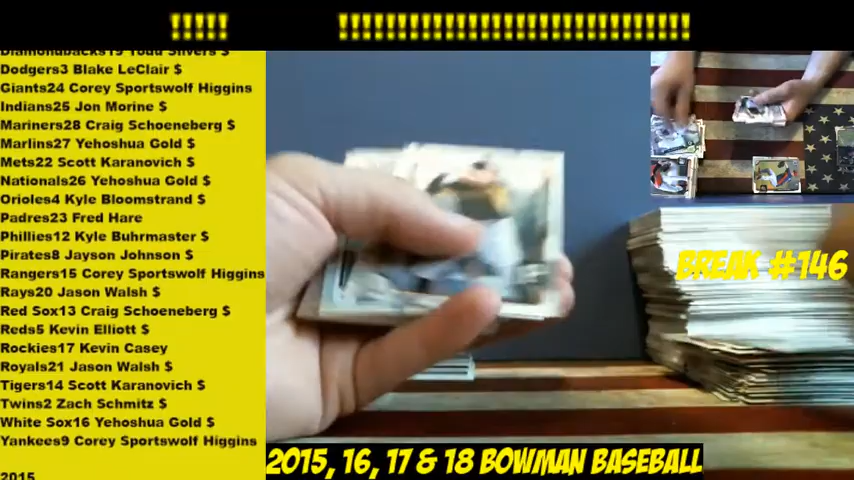 !!!!! !!!!!!!!!!!!!!!!!!!!!!!!!!!!!
Diamondbacks19 Todd Silvers $
Dodgers3 Blake LeClair $
Giants24 Corey Sportswolf Higgins
Indians25 Jon Morine $
Mariners28 Craig Schoeneberg $
Marlins27 Yehoshua Gold $
Mets22 Scott Karanovich $
Nationals26 Yehoshua Gold $
Orioles4 Kyle Bloomstrand $
Padres23 Fred Hare
Phillies12 Kyle Buhrmaster $
Pirates8 Jayson Johnson $
Rangers15 Corey Sportswolf Higgins
Rays20 Jason Walsh $
Red Sox13 Craig Schoeneberg $
Reds5 Kevin Elliott $
Rockies17 Kevin Casey
Royals21 Jason Walsh $
Tigers14 Scott Karanovich $
Twins2 Zach Schmitz $
White Sox16 Yehoshua Gold $
Yankees9 Corey Sportswolf Higgins
2015
BREAK #146
2015, 16, 17 & 18 BOWMAN BASEBALL